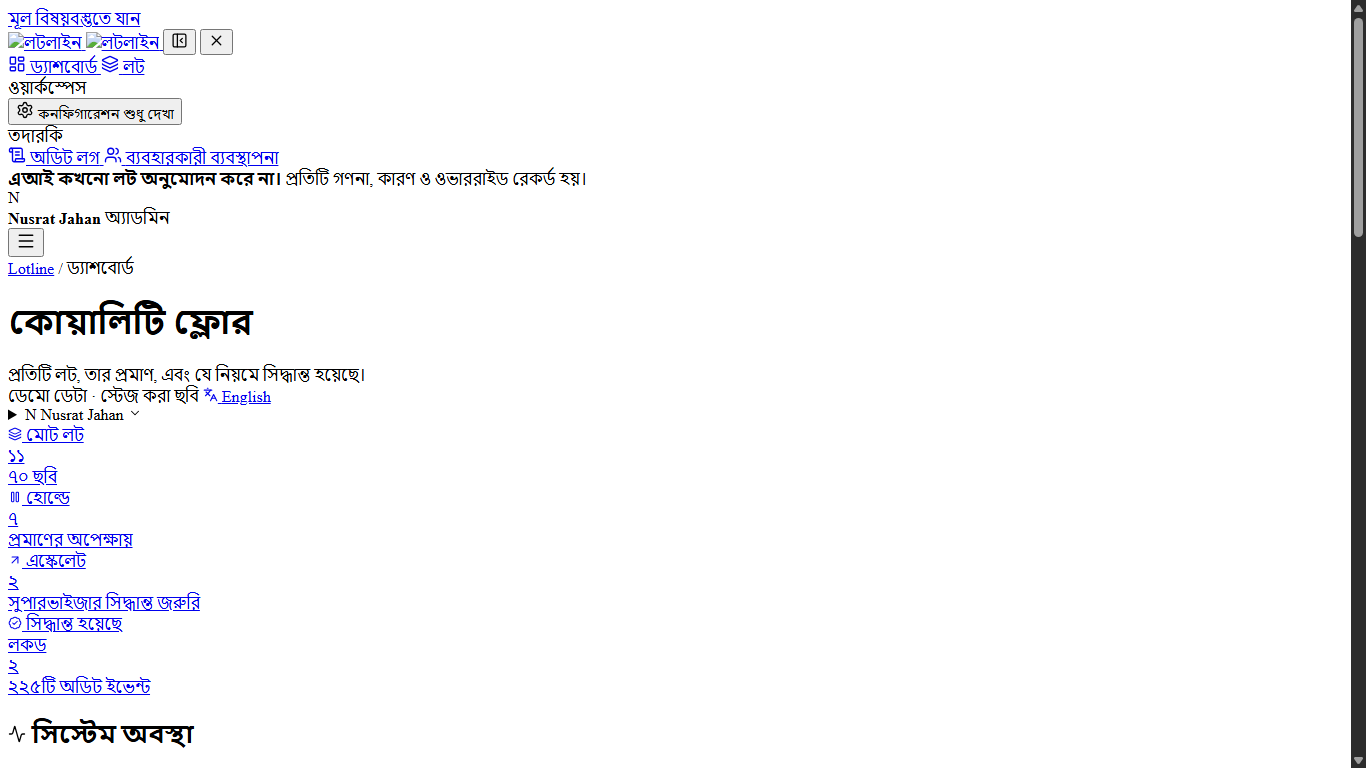 মূল বিষয়বস্তুতে যান
লটলাইন লটলাইন
ড্যাশবোর্ড লট
ওয়ার্কস্পেস
কনফিগারেশন শুধু দেখা
তদারকি
অডিট লগ ব্যবহারকারী ব্যবস্থাপনা
এআই কখনো লট অনুমোদন করে না। প্রতিটি গণনা, কারণ ও ওভাররাইড রেকর্ড হয়।
N
Nusrat Jahan অ্যাডমিন
Lotline / ড্যাশবোর্ড
কোয়ালিটি ফ্লোর
প্রতিটি লট, তার প্রমাণ, এবং যে নিয়মে সিদ্ধান্ত হয়েছে।
ডেমো ডেটা · স্টেজ করা ছবি English
N Nusrat Jahan
মোট লট
১১
৭০ ছবি
হোল্ডে
৭
প্রমাণের অপেক্ষায়
এস্কেলেট
২
সুপারভাইজার সিদ্ধান্ত জরুরি
সিদ্ধান্ত হয়েছে
লকড
২
২২৫টি অডিট ইভেন্ট
সিস্টেম অবস্থা